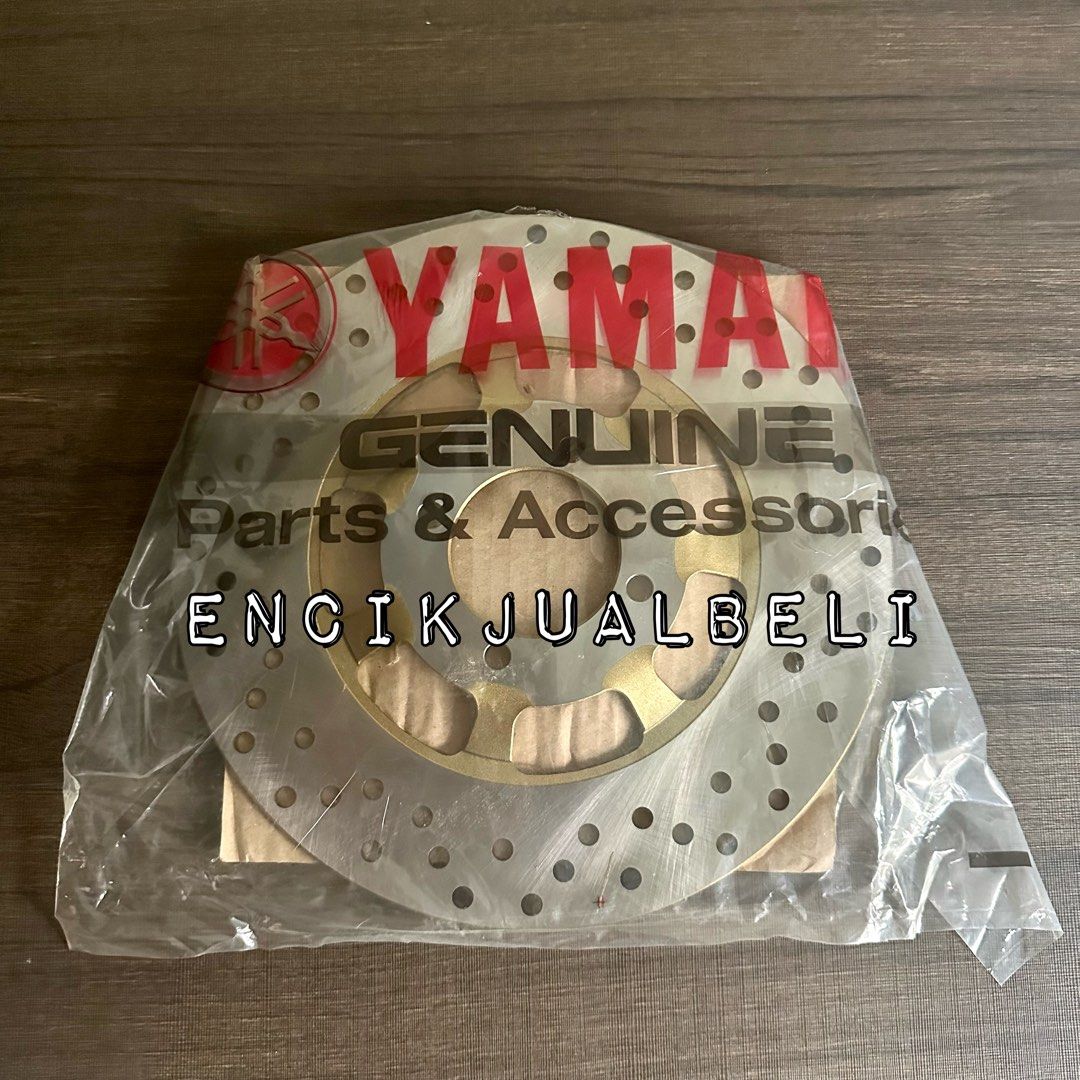 YAMA
GENUINE
Parts & Accessori
ENCIKJUALBELI